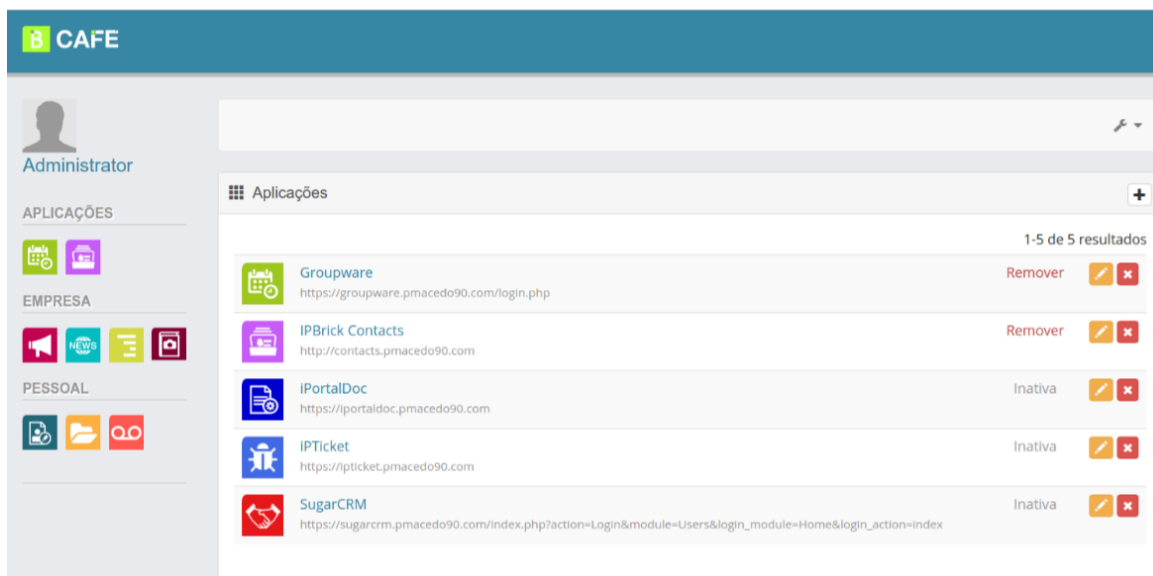 B CAFE
Administrator
APLICAÇÕES
EMPRESA
NEWS
PESSOAL
Aplicações
1-5 de 5 resultados
Groupware
https://groupware.pmacedo90.com/login.php
Remover
IPBrick Contacts
http://contacts.pmacedo90.com
Remover
iPortalDoc
https://iportaldoc.pmacedo90.com
Inativa
iPTicket
https://ipticket.pmacedo90.com
Inativa
SugarCRM
https://sugarcrm.pmacedo90.com/index.php?action=Login&module=Users&login_module=Home&login_action=index
Inativa